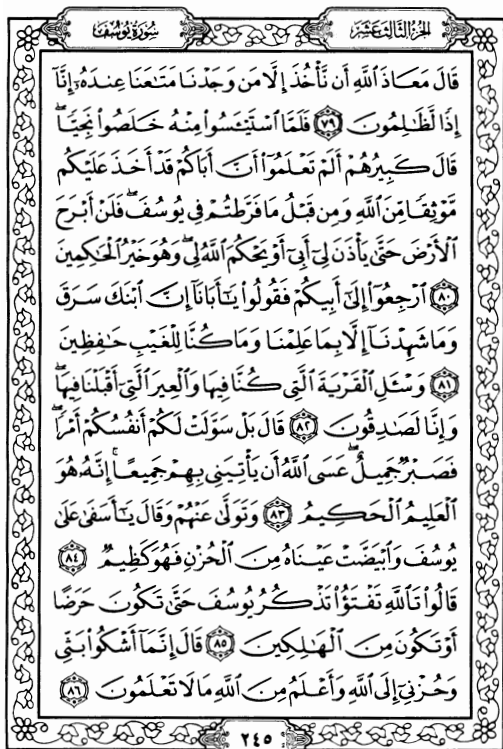 الجزء الثالث عشر
سورة يوسف
قَالَ مَعَاذَ ٱللَّهِ أَن نَّأْخُذَ إِلَّا مَن وَجَدْنَا مَتَٰعَنَا عِندَهُۥٓ إِنَّآ
إِذًا لَّظَٰلِمُونَ ٧٩ فَلَمَّا ٱسْتَيْـَٔسُوا۟ مِنْهُ خَلَصُوا۟ نَجِيًّا ۖ
قَالَ كَبِيرُهُمْ أَلَمْ تَعْلَمُوٓا۟ أَنَّ أَبَاكُمْ قَدْ أَخَذَ عَلَيْكُم
مَّوْثِقًا مِّنَ ٱللَّهِ وَمِن قَبْلُ مَا فَرَّطتُمْ فِى يُوسُفَ ۖ فَلَنْ أَبْرَحَ
ٱلْأَرْضَ حَتَّىٰ يَأْذَنَ لِىٓ أَبِىٓ أَوْ يَحْكُمَ ٱللَّهُ لِى ۖ وَهُوَ خَيْرُ ٱلْحَٰكِمِينَ
٨٠ ٱرْجِعُوٓا۟ إِلَىٰٓ أَبِيكُمْ فَقُولُوا۟ يَٰٓأَبَانَآ إِنَّ ٱبْنَكَ سَرَقَ
وَمَا شَهِدْنَآ إِلَّا بِمَا عَلِمْنَا وَمَا كُنَّا لِلْغَيْبِ حَٰفِظِينَ
٨١ وَسْـَٔلِ ٱلْقَرْيَةَ ٱلَّتِى كُنَّا فِيهَا وَٱلْعِيرَ ٱلَّتِىٓ أَقْبَلْنَا فِيهَا ۖ
وَإِنَّا لَصَٰدِقُونَ ٨٢ قَالَ بَلْ سَوَّلَتْ لَكُمْ أَنفُسُكُمْ أَمْرًا ۖ
فَصَبْرٌ جَمِيلٌ ۖ عَسَى ٱللَّهُ أَن يَأْتِيَنِى بِهِمْ جَمِيعًا ۚ إِنَّهُۥ هُوَ
ٱلْعَلِيمُ ٱلْحَكِيمُ ٨٣ وَتَوَلَّىٰ عَنْهُمْ وَقَالَ يَٰٓأَسَفَىٰ عَلَىٰ
يُوسُفَ وَٱبْيَضَّتْ عَيْنَاهُ مِنَ ٱلْحُزْنِ فَهُوَ كَظِيمٌ ٨٤
قَالُوا۟ تَٱللَّهِ تَفْتَؤُا۟ تَذْكُرُ يُوسُفَ حَتَّىٰ تَكُونَ حَرَضًا
أَوْ تَكُونَ مِنَ ٱلْهَٰلِكِينَ ٨٥ قَالَ إِنَّمَآ أَشْكُوا۟ بَثِّى
وَحُزْنِىٓ إِلَى ٱللَّهِ وَأَعْلَمُ مِنَ ٱللَّهِ مَا لَا تَعْلَمُونَ ٨٦
٢٤٥